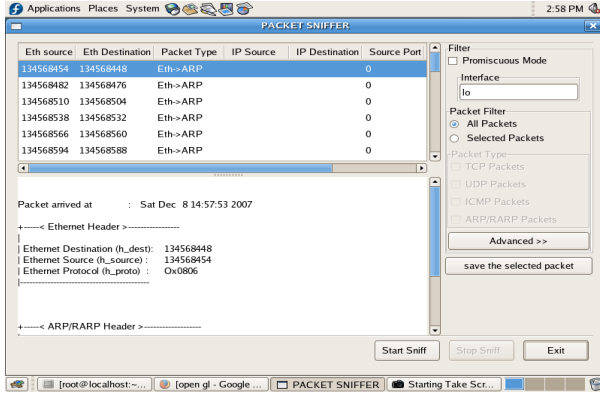 Applications Places System 2:58 PM
PACKET SNIFFER
Eth source Eth Destination Packet Type IP Source IP Destination Source Port
134568454 134568448 Eth->ARP 0
134568482 134568476 Eth->ARP 0
134568510 134568504 Eth->ARP 0
134568538 134568532 Eth->ARP 0
134568566 134568560 Eth->ARP 0
134568594 134568588 Eth->ARP 0
Filter
Promiscuous Mode
Interface
lo
Packet Filter
All Packets
Selected Packets
Packet Type
TCP Packets
UDP Packets
ICMP Packets
ARP/RARP Packets
Advanced >>
save the selected packet
Packet arrived at : Sat Dec 8 14:57:53 2007
+-----< Ethernet Header >-----------------
|
| Ethernet Destination (h_dest): 134568448
| Ethernet Source (h_source) : 134568454
| Ethernet Protocol (h_proto) : Ox0806
|-------------------------------------------
+-----< ARP/RARP Header >-------------------
Start Sniff Stop Sniff Exit
[root@localhost:~... [open gl - Google ... PACKET SNIFFER Starting Take Scr...